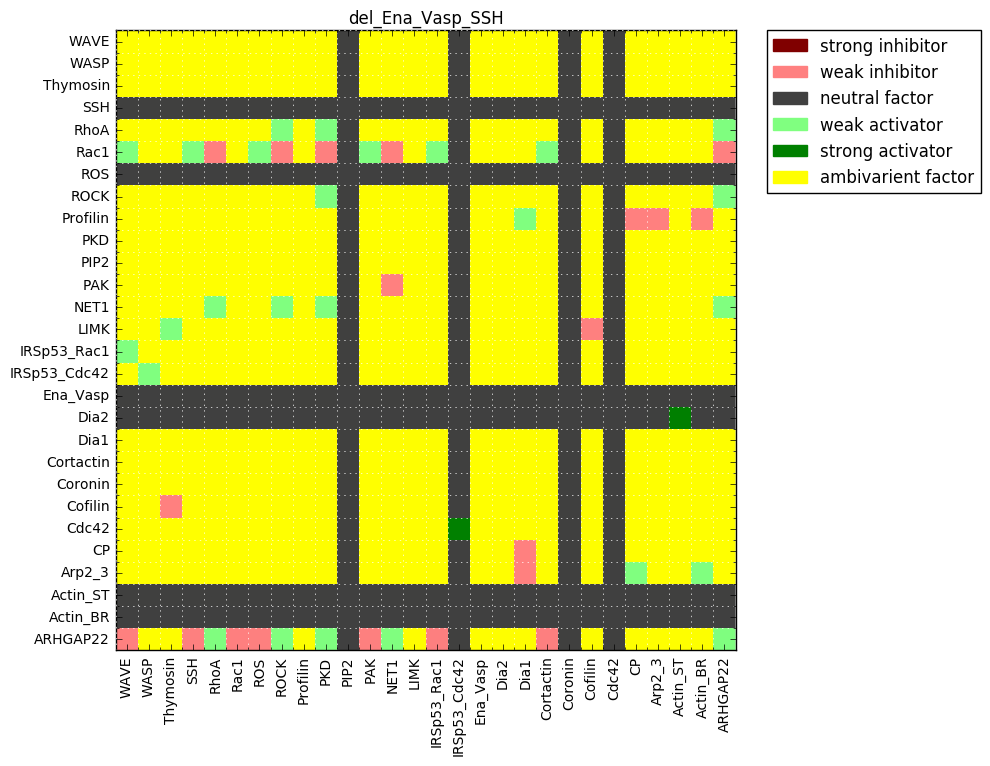 del_Ena_Vasp_SSH
strong inhibitor
weak inhibitor
neutral factor
weak activator
strong activator
ambivarient factor
WAVE
WASP
Thymosin
SSH
RhoA
Rac1
ROS
ROCK
Profilin
PKD
PIP2
PAK
NET1
LIMK
IRSp53_Rac1
IRSp53_Cdc42
Ena_Vasp
Dia2
Dia1
Cortactin
Coronin
Cofilin
Cdc42
CP
Arp2_3
Actin_ST
Actin_BR
ARHGAP22
WAVE
WASP
Thymosin
SSH
RhoA
Rac1
ROS
ROCK
Profilin
PKD
PIP2
PAK
NET1
LIMK
IRSp53_Rac1
IRSp53_Cdc42
Ena_Vasp
Dia2
Dia1
Cortactin
Coronin
Cofilin
Cdc42
CP
Arp2_3
Actin_ST
Actin_BR
ARHGAP22